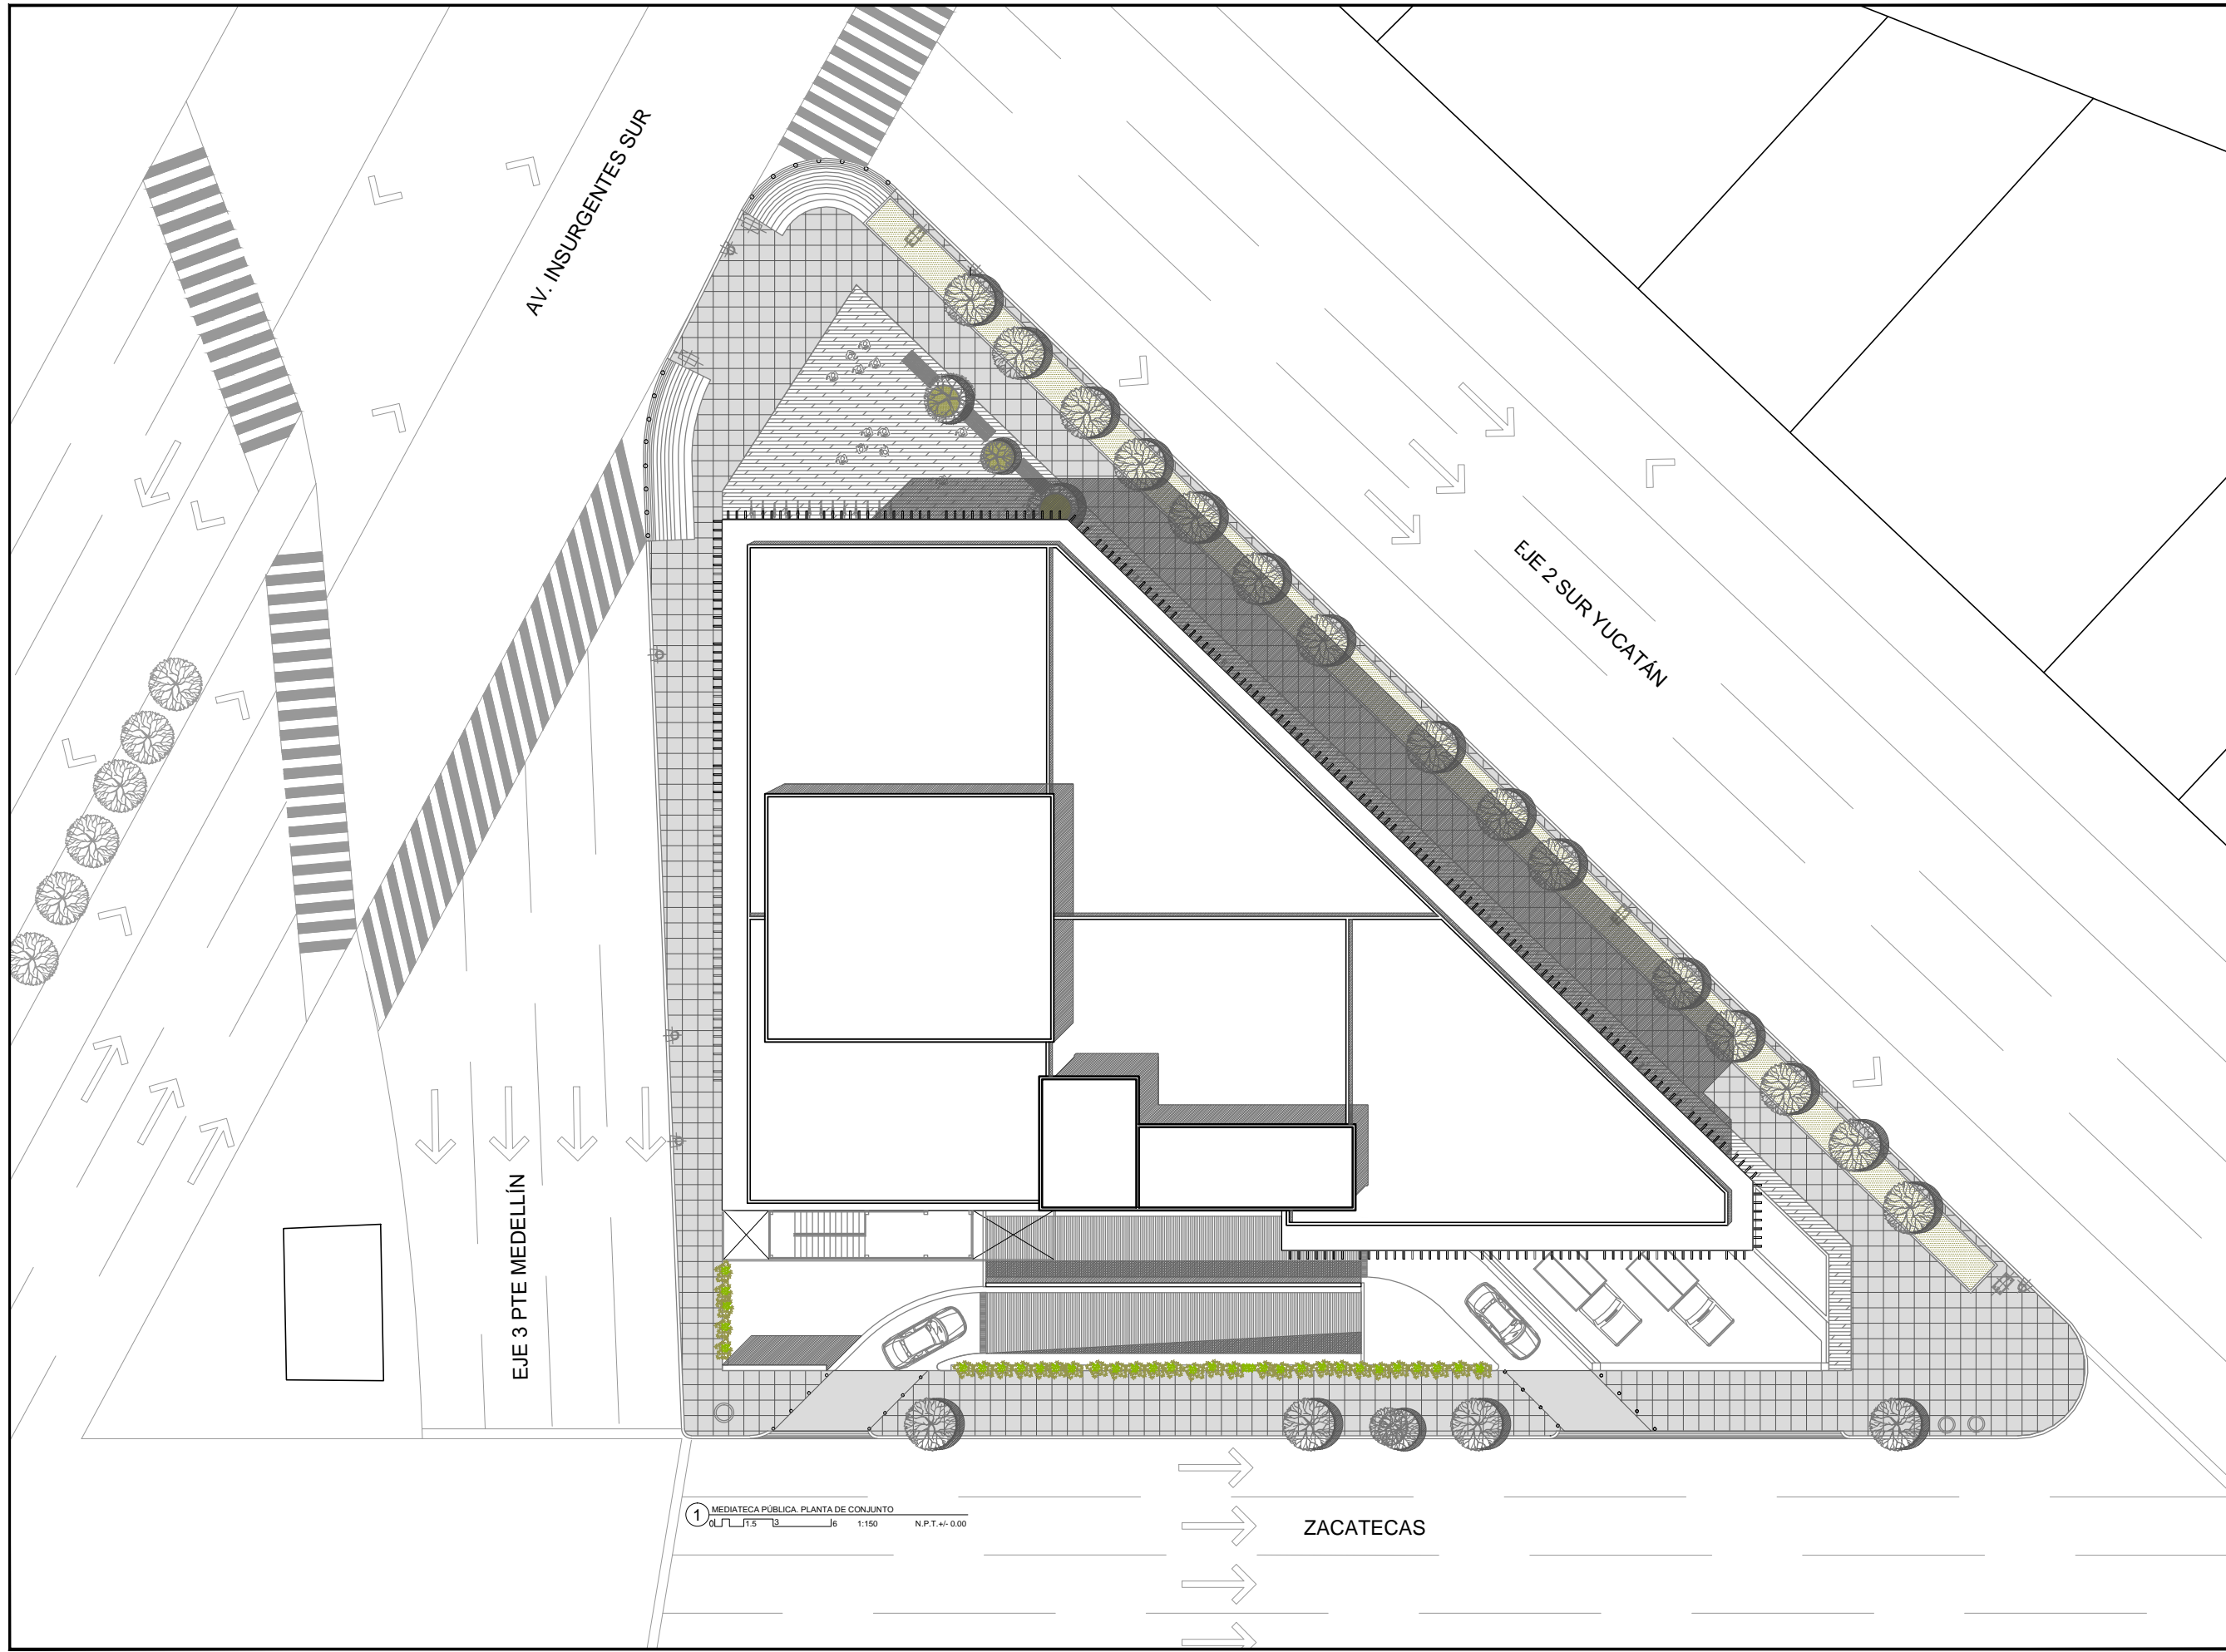 AV. INSURGENTES SUR
EJE 2 SUR YUCATÁN
EJE 3 PTE MEDELLÍN
1 MEDIATECA PÚBLICA. PLANTA DE CONJUNTO
0 1.5 3 6 1:150 N.P.T.+/- 0.00
ZACATECAS